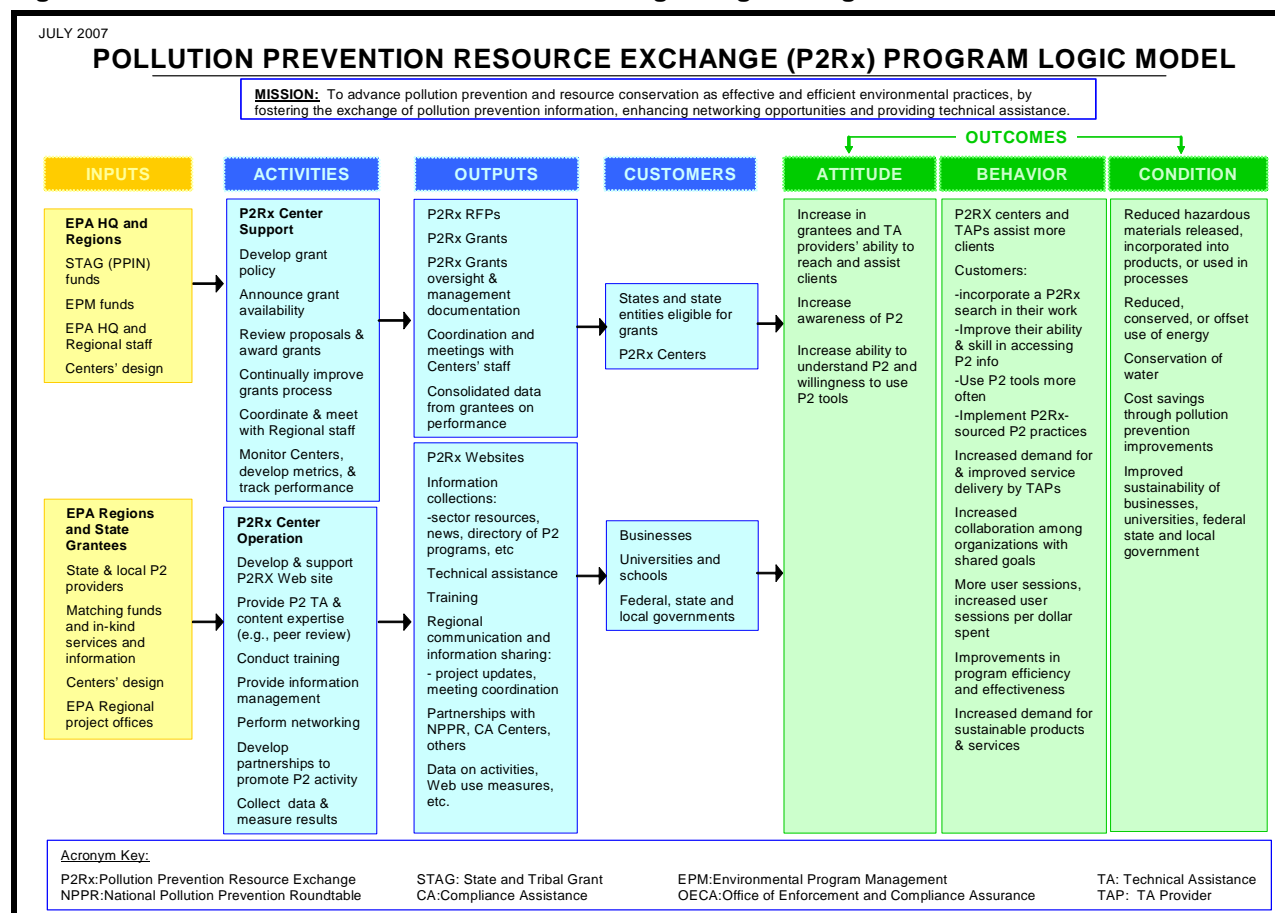 JULY 2007
POLLUTION PREVENTION RESOURCE EXCHANGE (P2Rx) PROGRAM LOGIC MODEL
MISSION: To advance pollution prevention and resource conservation as effective and efficient environmental practices, by
fostering the exchange of pollution prevention information, enhancing networking opportunities and providing technical assistance.
OUTCOMES
INPUTS
ACTIVITIES
OUTPUTS
CUSTOMERS
ATTITUDE
BEHAVIOR
CONDITION
EPA HQ and
Regions
STAG (PPIN)
funds
EPM funds
EPA HQ and
Regional staff
Centers' design
EPA Regions
and State
Grantees
State & local P2
providers
Matching funds
and in-kind
services and
information
Centers' design
EPA Regional
project offices
P2Rx Center
Support
Develop grant
policy
Announce grant
availability
Review proposals &
award grants
Continually improve
grants process
Coordinate & meet
with Regional staff
Monitor Centers,
develop metrics, &
track performance
P2Rx Center
Operation
Develop & support
P2RX Web site
Provide P2 TA &
content expertise
(e.g., peer review)
Conduct training
Provide information
management
Perform networking
Develop
partnerships to
promote P2 activity
Collect data &
measure results
P2Rx RFPs
P2Rx Grants
P2Rx Grants
oversight &
management
documentation
Coordination and
meetings with
Centers' staff
Consolidated data
from grantees on
performance
P2Rx Websites
Information
collections:
-sector resources,
news, directory of P2
programs, etc
Technical assistance
Training
Regional
communication and
information sharing:
- project updates,
meeting coordination
Partnerships with
NPPR, CA Centers,
others
Data on activities,
Web use measures,
etc.
States and state
entities eligible for
grants
P2Rx Centers
Businesses
Universities and
schools
Federal, state and
local governments
Increase in
grantees and TA
providers' ability to
reach and assist
clients
Increase
awareness of P2
Increase ability to
understand P2 and
willingness to use
P2 tools
P2RX centers and
TAPs assist more
clients
Customers:
-incorporate a P2Rx
search in their work
-Improve their ability
& skill in accessing
P2 info
-Use P2 tools more
often
-Implement P2Rx-
sourced P2 practices
Increased demand for
& improved service
delivery by TAPs
Increased
collaboration among
organizations with
shared goals
More user sessions,
increased user
sessions per dollar
spent
Improvements in
program efficiency
and effectiveness
Increased demand for
sustainable products
& services
Reduced hazardous
materials released,
incorporated into
products, or used in
processes
Reduced,
conserved, or offset
use of energy
Conservation of
water
Cost savings
through pollution
prevention
improvements
Improved
sustainability of
businesses,
universities, federal
state and local
government
Acronym Key:
P2Rx:Pollution Prevention Resource Exchange STAG: State and Tribal Grant EPM:Environmental Program Management TA: Technical Assistance
NPPR:National Pollution Prevention Roundtable CA:Compliance Assistance OECA:Office of Enforcement and Compliance Assurance TAP: TA Provider